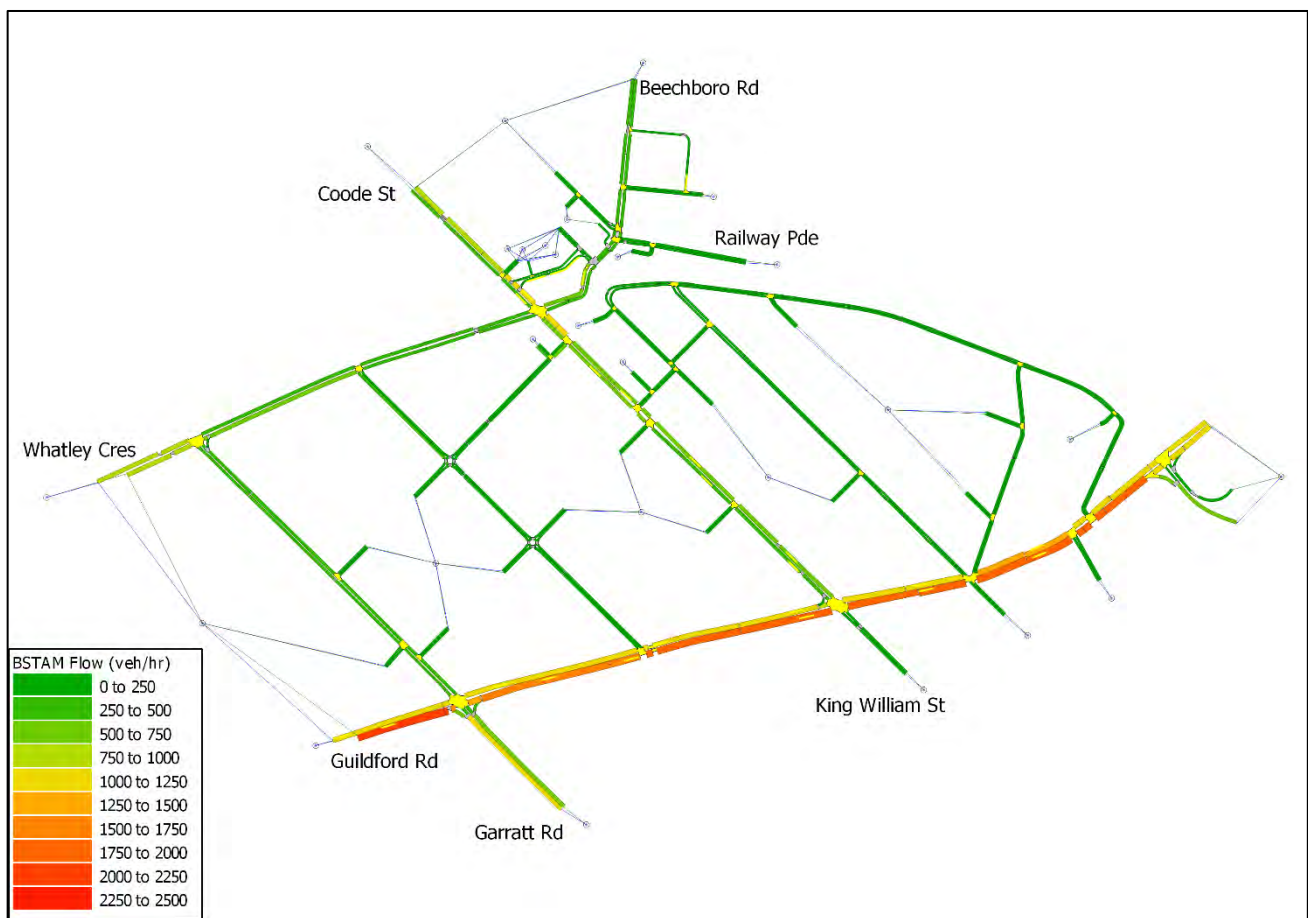 Beechboro Rd
Coode St
Railway Pde
Whatley Cres
King William St
Guildford Rd
Garratt Rd
BSTAM Flow (veh/hr)
0 to 250
250 to 500
500 to 750
750 to 1000
1000 to 1250
1250 to 1500
1500 to 1750
1750 to 2000
2000 to 2250
2250 to 2500